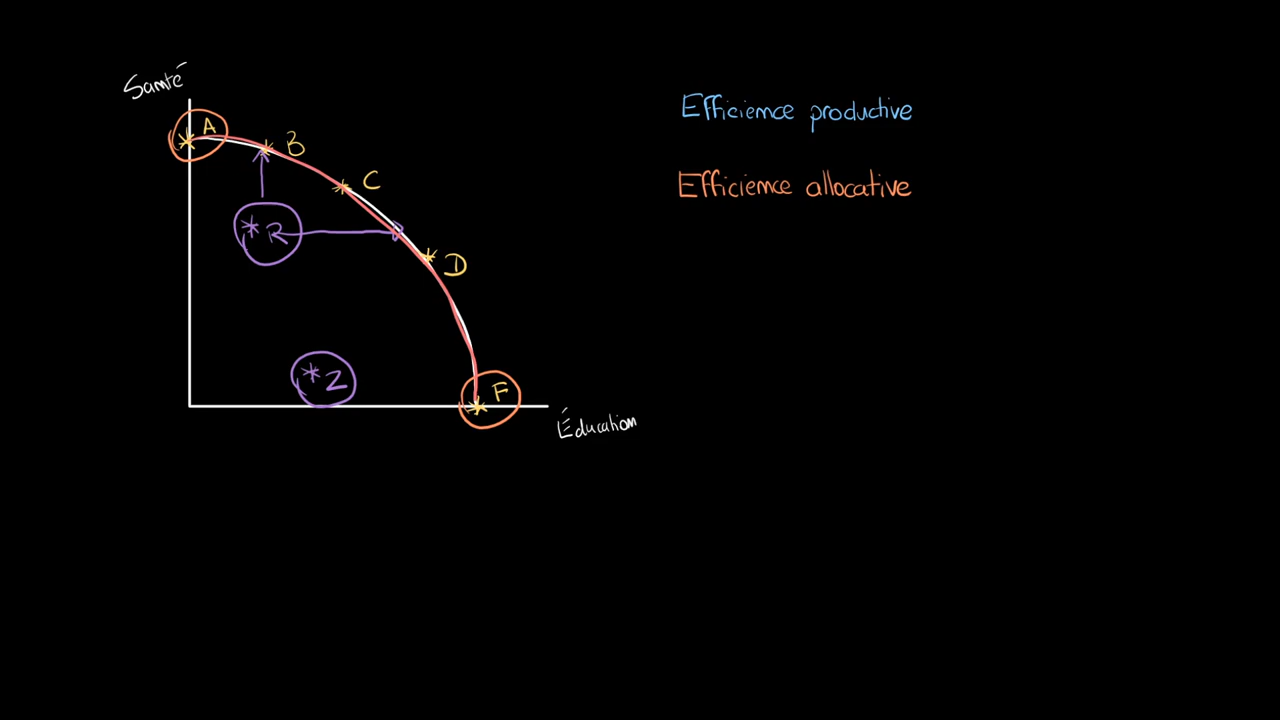 Santé
A
B
C
R
D
Z
F
Éducation
Efficience productive
Efficience allocative